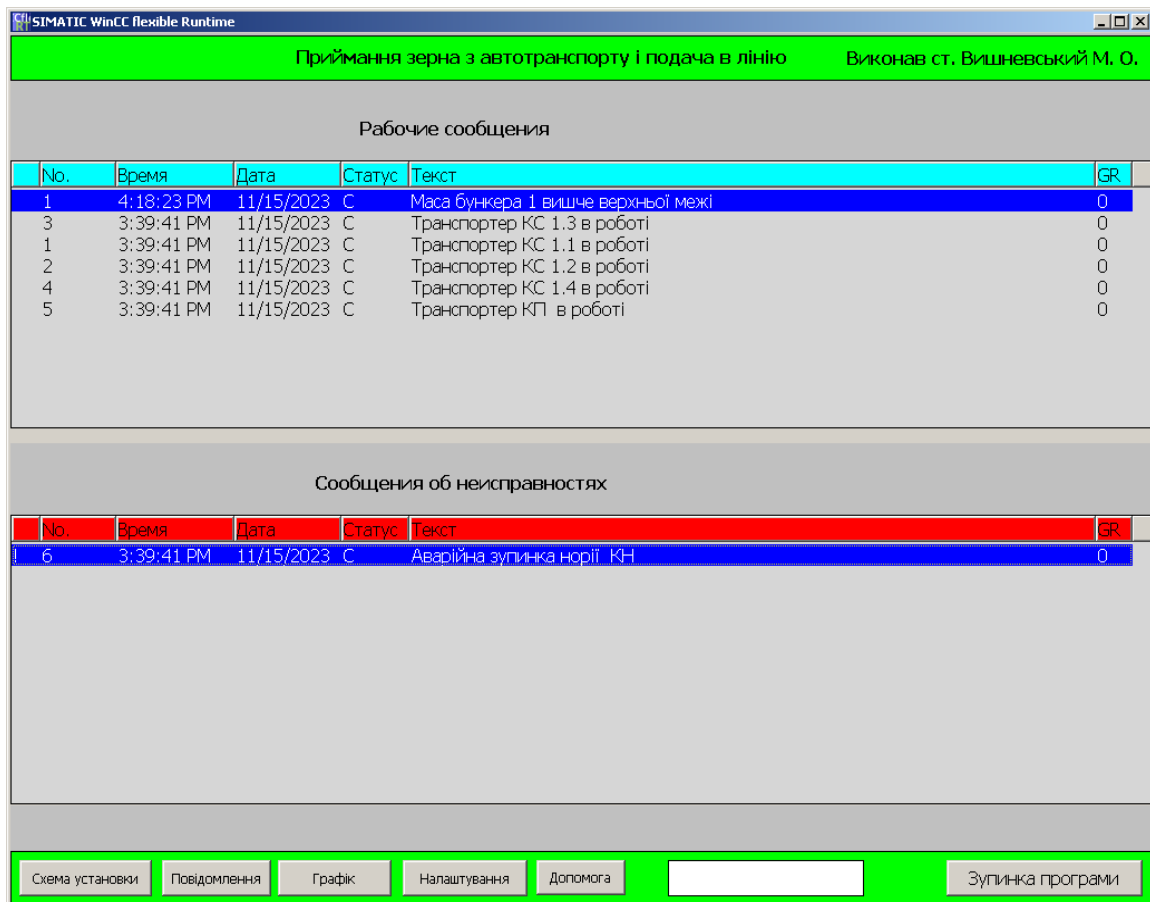 SIMATIC WinCC flexible Runtime
Приймання зерна з автотранспорту і подача в лінію Виконав ст. Вишневський М. О.
Рабочие сообщения
No. Время Дата Статус Текст GR
1 4:18:23 PM 11/15/2023 C Маса бункера 1 вишче верхньої межі 0
3 3:39:41 PM 11/15/2023 C Транспортер КС 1.3 в роботі 0
1 3:39:41 PM 11/15/2023 C Транспортер КС 1.1 в роботі 0
2 3:39:41 PM 11/15/2023 C Транспортер КС 1.2 в роботі 0
4 3:39:41 PM 11/15/2023 C Транспортер КС 1.4 в роботі 0
5 3:39:41 PM 11/15/2023 C Транспортер КП в роботі 0
Сообщения об неисправностях
No. Время Дата Статус Текст GR
! 6 3:39:41 PM 11/15/2023 C Аварійна зупинка норії КН 0
Схема установки Повідомлення Графік Налаштування Допомога Зупинка програми